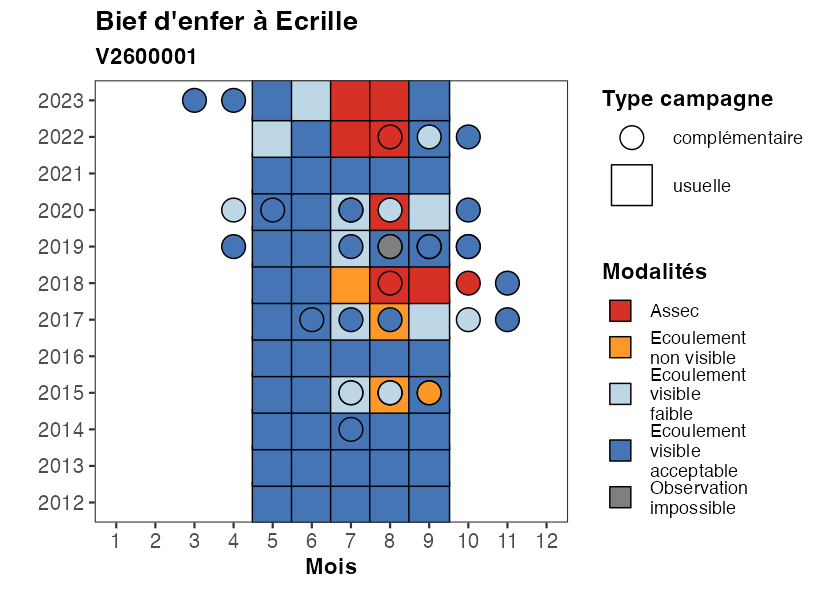 Bief d'enfer à Ecrille
V2600001
2023
2022
2021
2020
2019
2018
2017
2016
2015
2014
2013
2012
1 2 3 4 5 6 7 8 9 10 11 12
Mois
Type campagne
complémentaire
usuelle
Modalités
Assec
Ecoulement
non visible
Ecoulement
visible
faible
Ecoulement
visible
acceptable
Observation
impossible